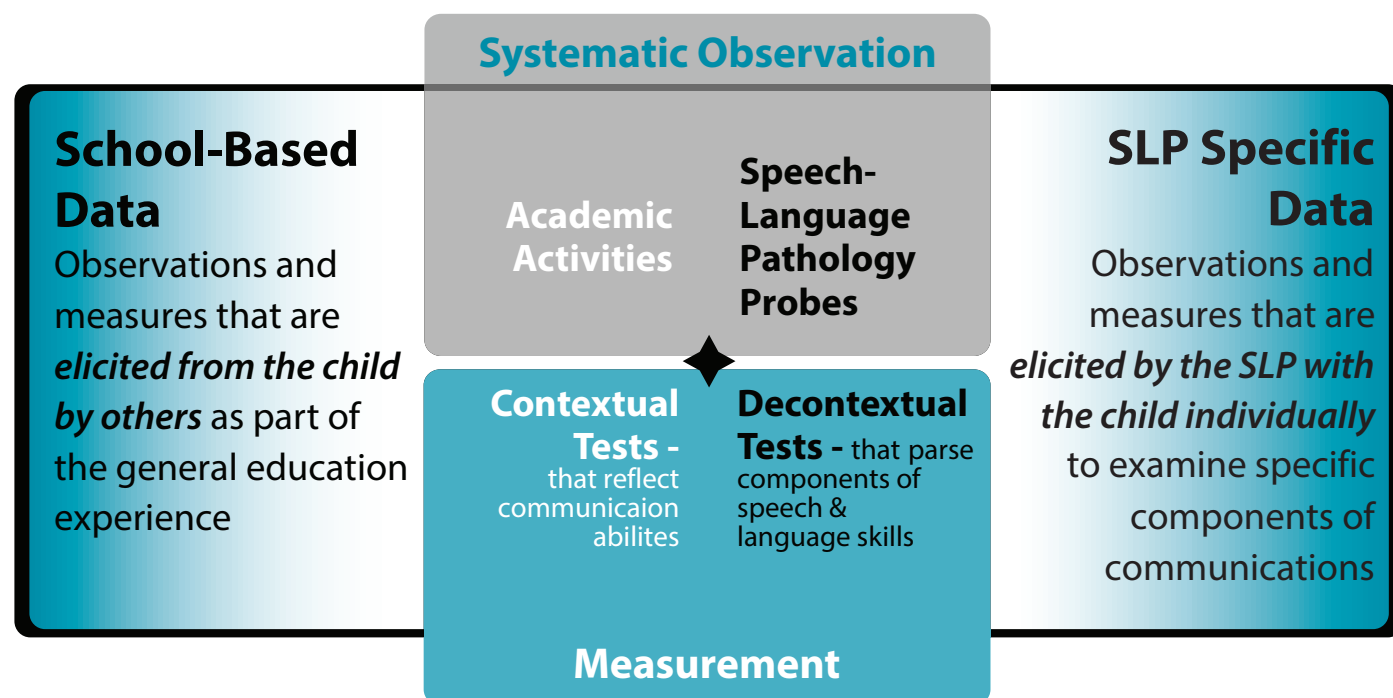 Systematic Observation
School-Based
Data
Observations and
measures that are
elicited from the child
by others as part of
the general education
experience
Academic
Activities
Speech-
Language
Pathology
Probes
Contextual
Tests -
that reflect
communicaion
abilites
Decontextual
Tests - that parse
components of
speech &
language skills
Measurement
SLP Specific
Data
Observations and
measures that are
elicited by the SLP with
the child individually
to examine specific
components of
communications